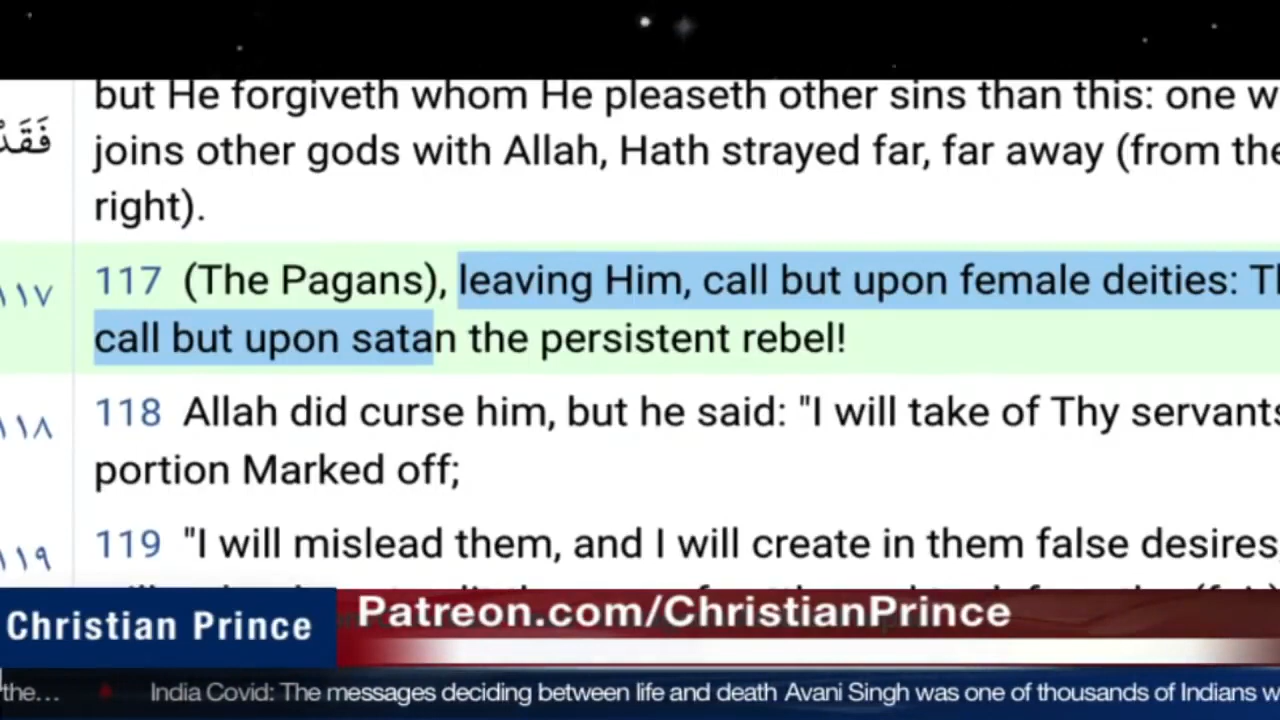 but He forgiveth whom He pleaseth other sins than this: one w
فَقَدْ
joins other gods with Allah, Hath strayed far, far away (from the
right).
١١٧
117 (The Pagans), leaving Him, call but upon female deities: Th
call but upon satan the persistent rebel!
١١٨
118 Allah did curse him, but he said: "I will take of Thy servants
portion Marked off;
١١٩
119 "I will mislead them, and I will create in them false desires;
Christian Prince
Patreon.com/ChristianPrince
the...
India Covid: The messages deciding between life and death Avani Singh was one of thousands of Indians w